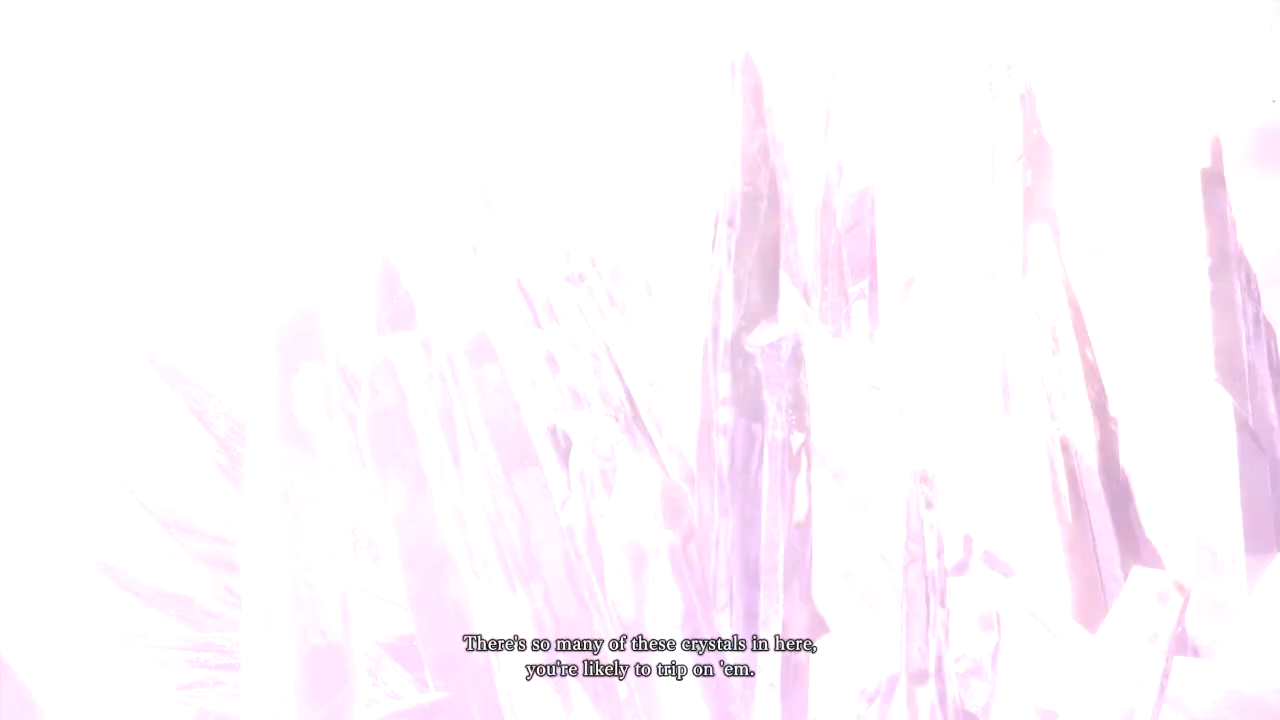 There's so many of these crystals in here,
you're likely to trip on 'em.